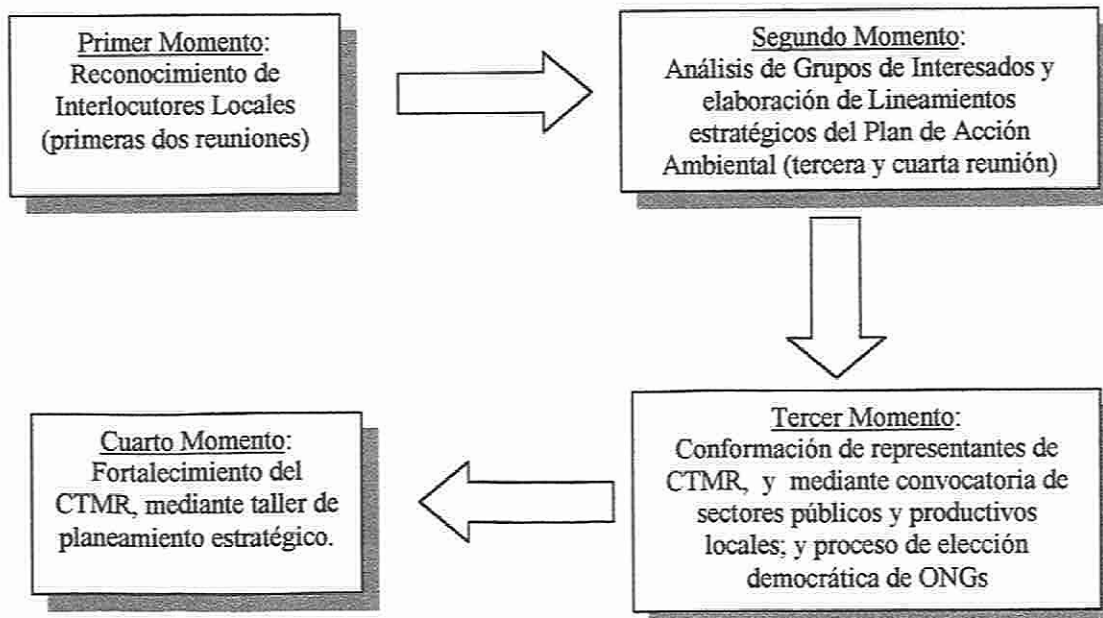 Primer Momento:
Reconocimiento de
Interlocutores Locales
(primeras dos reuniones)
Segundo Momento:
Análisis de Grupos de Interesados y
elaboración de Lineamientos
estratégicos del Plan de Acción
Ambiental (tercera y cuarta reunión)
Tercer Momento:
Conformación de representantes de
CTMR, y mediante convocatoria de
sectores públicos y productivos
locales; y proceso de elección
democrática de ONGs
Cuarto Momento:
Fortalecimiento del
CTMR, mediante taller de
planeamiento estratégico.